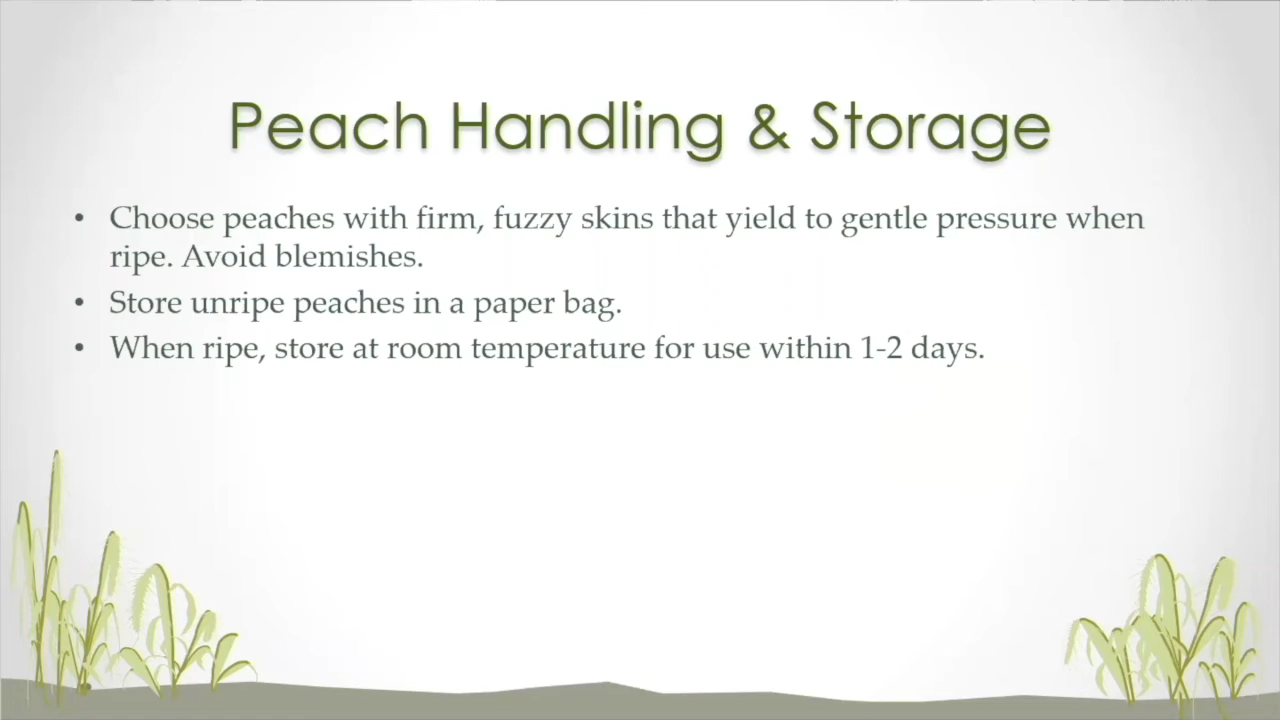 Peach Handling & Storage
• Choose peaches with firm, fuzzy skins that yield to gentle pressure when
ripe. Avoid blemishes.
• Store unripe peaches in a paper bag.
• When ripe, store at room temperature for use within 1-2 days.